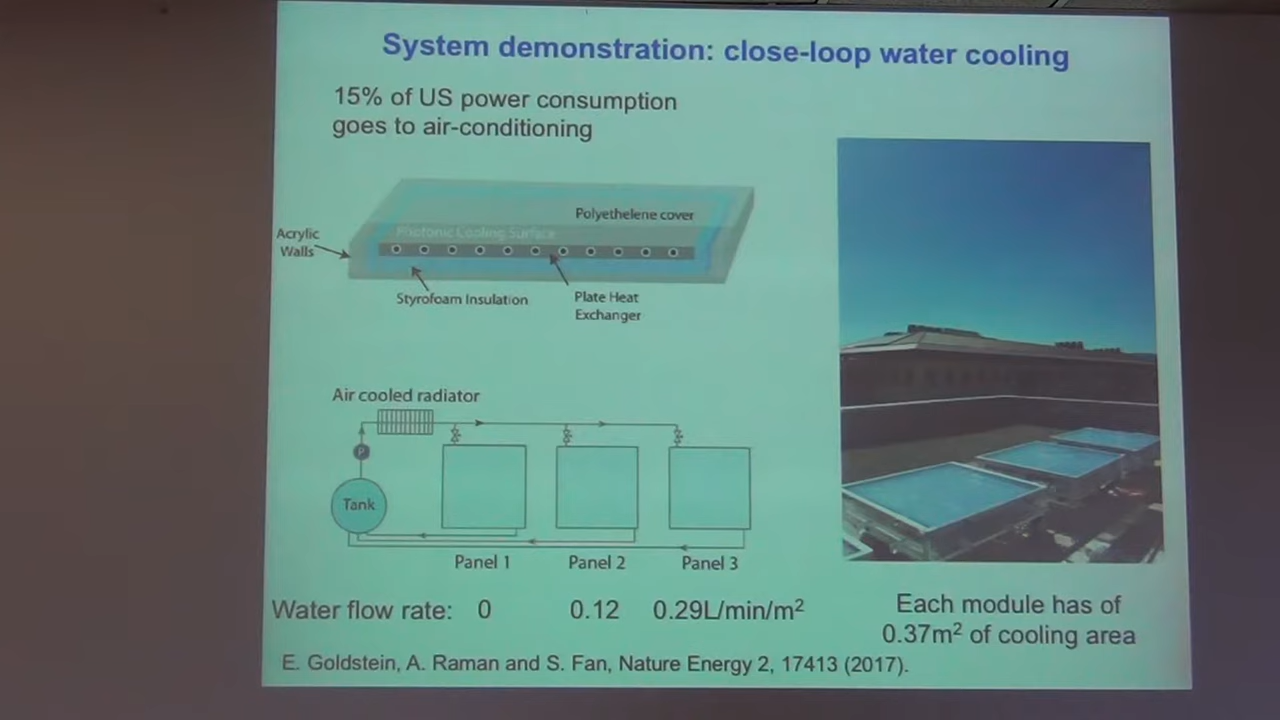 System demonstration: close-loop water cooling
15% of US power consumption
goes to air-conditioning
Polyethelene cover
Photonic Cooling Surface
Acrylic
Walls
Styrofoam Insulation
Plate Heat
Exchanger
Air cooled radiator
P
Tank
Panel 1 Panel 2 Panel 3
Water flow rate: 0 0.12 0.29L/min/m²
Each module has of
0.37m² of cooling area
E. Goldstein, A. Raman and S. Fan, Nature Energy 2, 17413 (2017).